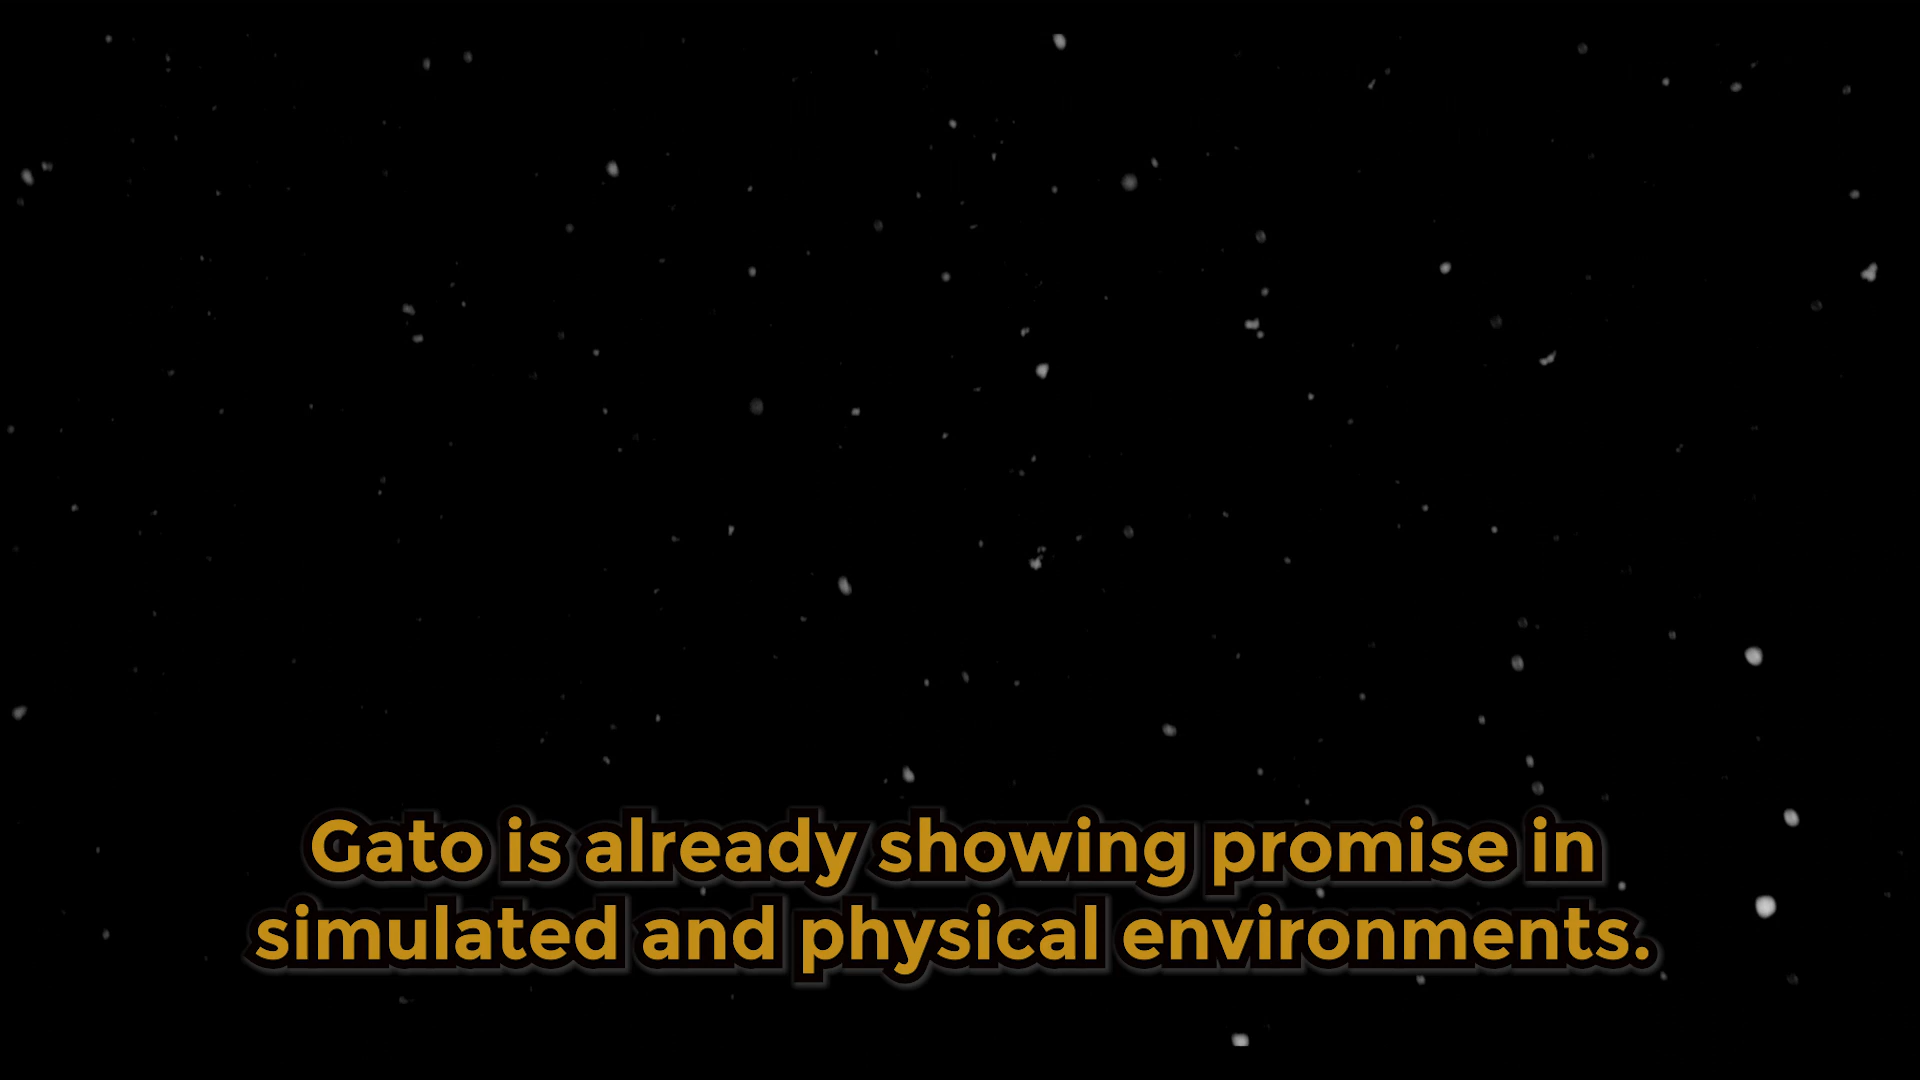 Gato is already showing promise in
simulated and physical environments.